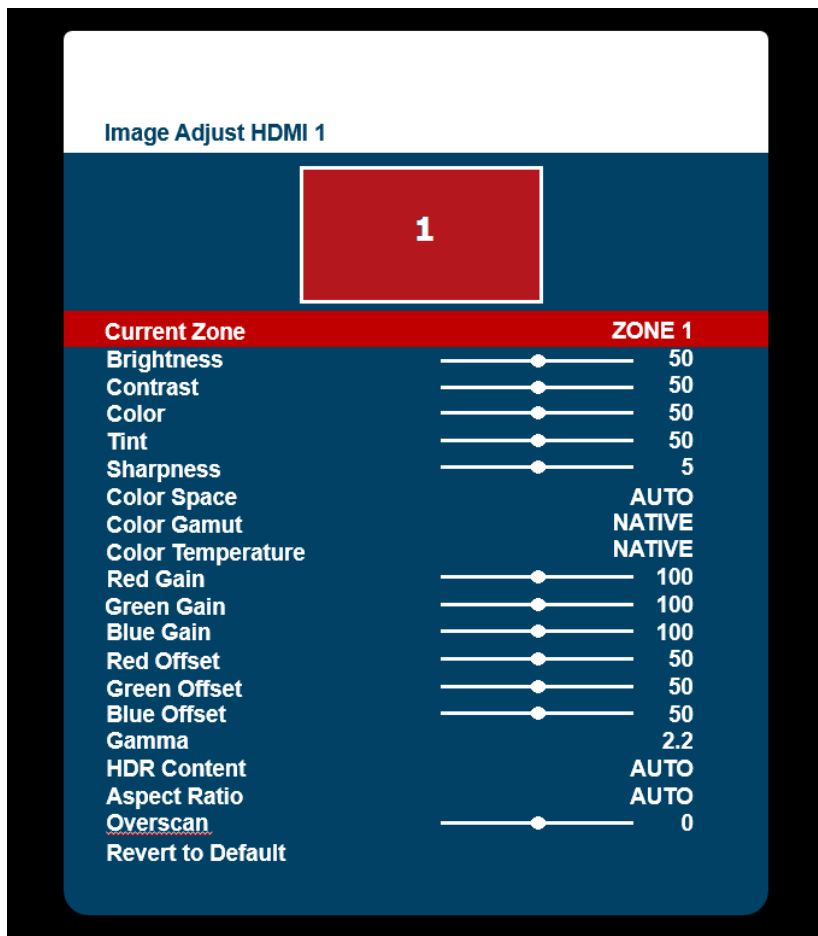 Image Adjust HDMI 1
1
Current Zone ZONE 1
Brightness 50
Contrast 50
Color 50
Tint 50
Sharpness 5
Color Space AUTO
Color Gamut NATIVE
Color Temperature NATIVE
Red Gain 100
Green Gain 100
Blue Gain 100
Red Offset 50
Green Offset 50
Blue Offset 50
Gamma 2.2
HDR Content AUTO
Aspect Ratio AUTO
Overscan 0
Revert to Default